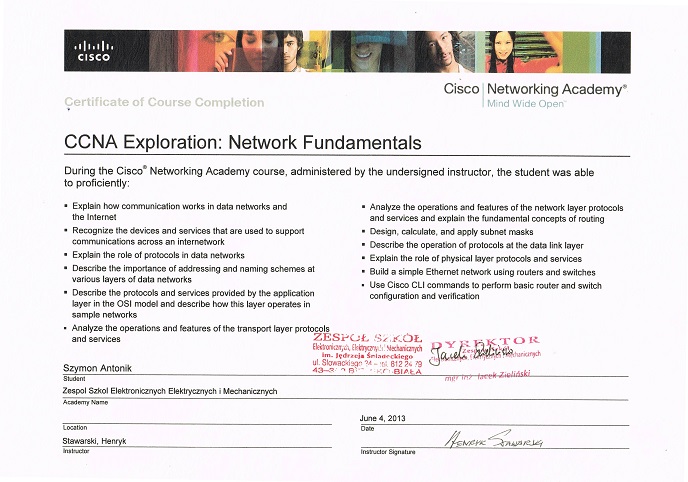 CISCO
Cisco Networking Academy®
Mind Wide Open™
Certificate of Course Completion
CCNA Exploration: Network Fundamentals
During the Cisco® Networking Academy course, administered by the undersigned instructor, the student was able
to proficiently:
▪ Explain how communication works in data networks and
the Internet
▪ Recognize the devices and services that are used to support
communications across an internetwork
▪ Explain the role of protocols in data networks
▪ Describe the importance of addressing and naming schemes at
various layers of data networks
▪ Describe the protocols and services provided by the application
layer in the OSI model and describe how this layer operates in
sample networks
▪ Analyze the operations and features of the transport layer protocols
and services
▪ Analyze the operations and features of the network layer protocols
and services and explain the fundamental concepts of routing
▪ Design, calculate, and apply subnet masks
▪ Describe the operation of protocols at the data link layer
▪ Explain the role of physical layer protocols and services
▪ Build a simple Ethernet network using routers and switches
▪ Use Cisco CLI commands to perform basic router and switch
configuration and verification
ZESPÓŁ SZKÓŁ
Elektronicznych, Elektrycznych i Mechanicznych
im. Jędrzeja Śniadeckiego
ul. Słowackiego 24 - tel. 812 24 79
DYREKTOR
mgr inż. Jacek Zieliński
Szymon Antonik
Student
Zespol Szkol Elektronicznych Elektrycznych i Mechanicznych
Academy Name
Location
June 4, 2013
Date
Stawarski, Henryk
Instructor
Henryk Stawarski
Instructor Signature